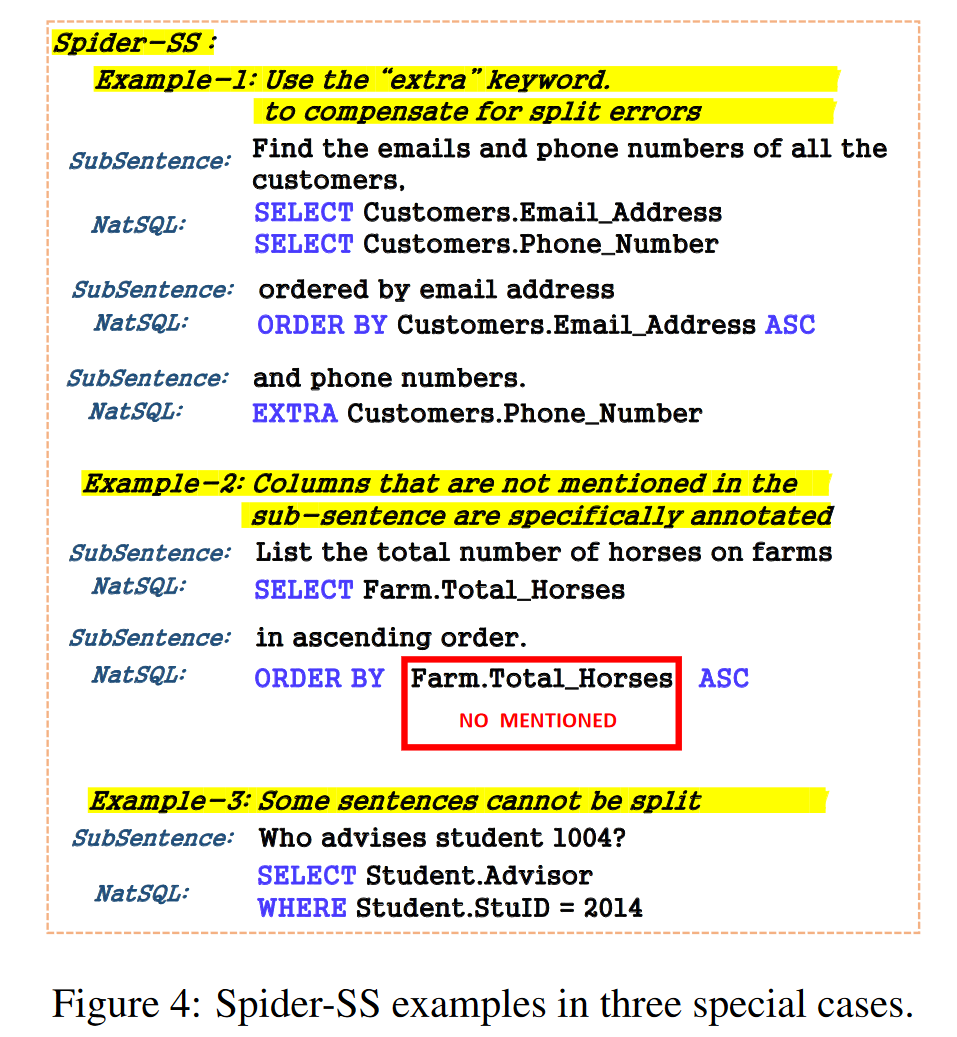 Spider-SS :
Example-1: Use the “extra” keyword.
to compensate for split errors
SubSentence: Find the emails and phone numbers of all the
customers,
NatSQL: SELECT Customers.Email_Address
SELECT Customers.Phone_Number
SubSentence: ordered by email address
NatSQL: ORDER BY Customers.Email_Address ASC
SubSentence: and phone numbers.
NatSQL: EXTRA Customers.Phone_Number
Example-2: Columns that are not mentioned in the
sub-sentence are specifically annotated
SubSentence: List the total number of horses on farms
NatSQL: SELECT Farm.Total_Horses
SubSentence: in ascending order.
NatSQL: ORDER BY Farm.Total_Horses ASC
NO MENTIONED
Example-3: Some sentences cannot be split
SubSentence: Who advises student 1004?
NatSQL: SELECT Student.Advisor
WHERE Student.StuID = 2014
Figure 4: Spider-SS examples in three special cases.